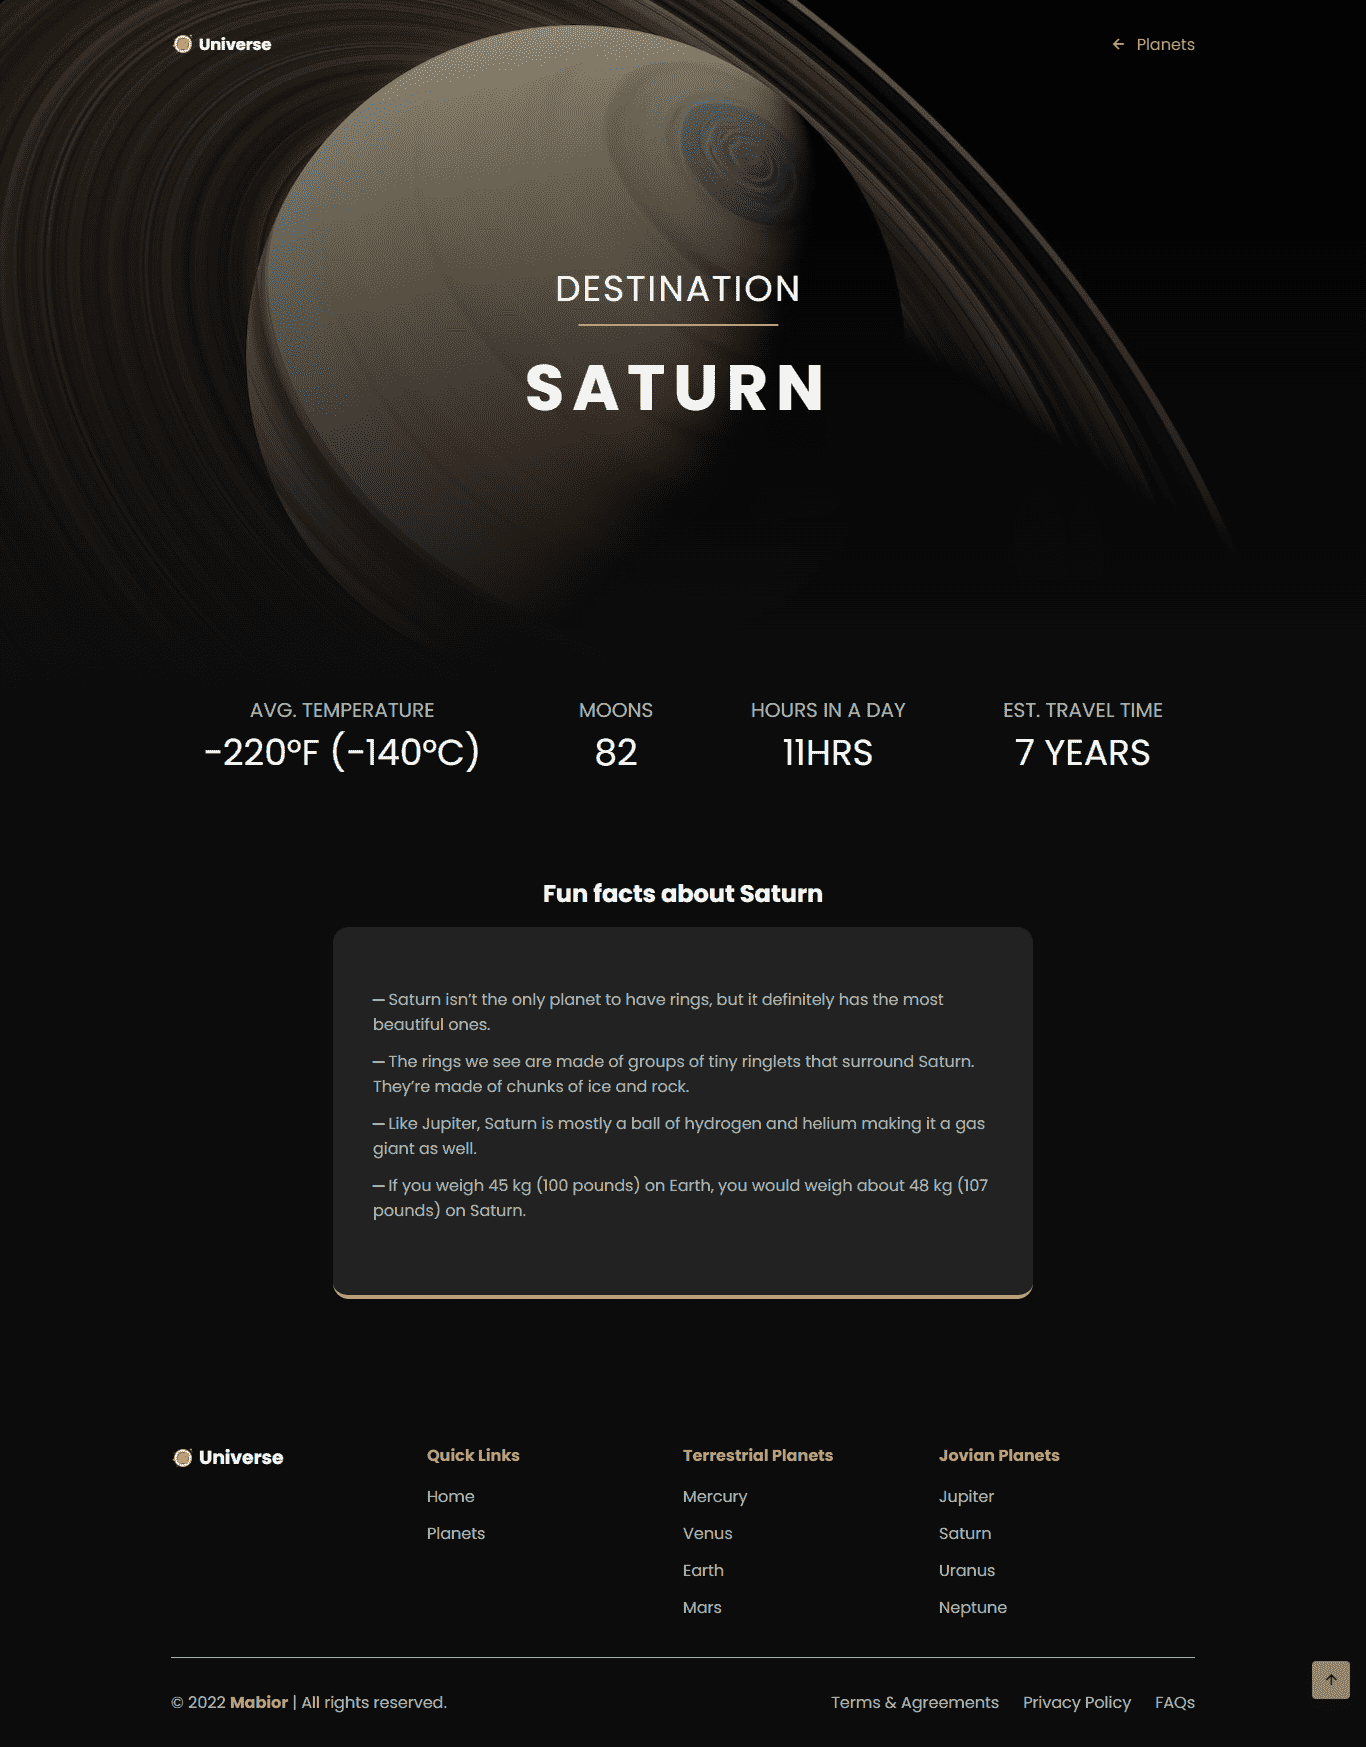 Universe
Planets
DESTINATION
SATURN
AVG. TEMPERATURE
-220°F (-140°C)
MOONS
82
HOURS IN A DAY
11HRS
EST. TRAVEL TIME
7 YEARS
Fun facts about Saturn
— Saturn isn’t the only planet to have rings, but it definitely has the most
beautiful ones.
— The rings we see are made of groups of tiny ringlets that surround Saturn.
They’re made of chunks of ice and rock.
— Like Jupiter, Saturn is mostly a ball of hydrogen and helium making it a gas
giant as well.
— If you weigh 45 kg (100 pounds) on Earth, you would weigh about 48 kg (107
pounds) on Saturn.
Universe
Quick Links
Home
Planets
Terrestrial Planets
Mercury
Venus
Earth
Mars
Jovian Planets
Jupiter
Saturn
Uranus
Neptune
© 2022 Mabior | All rights reserved.
Terms & Agreements
Privacy Policy
FAQs